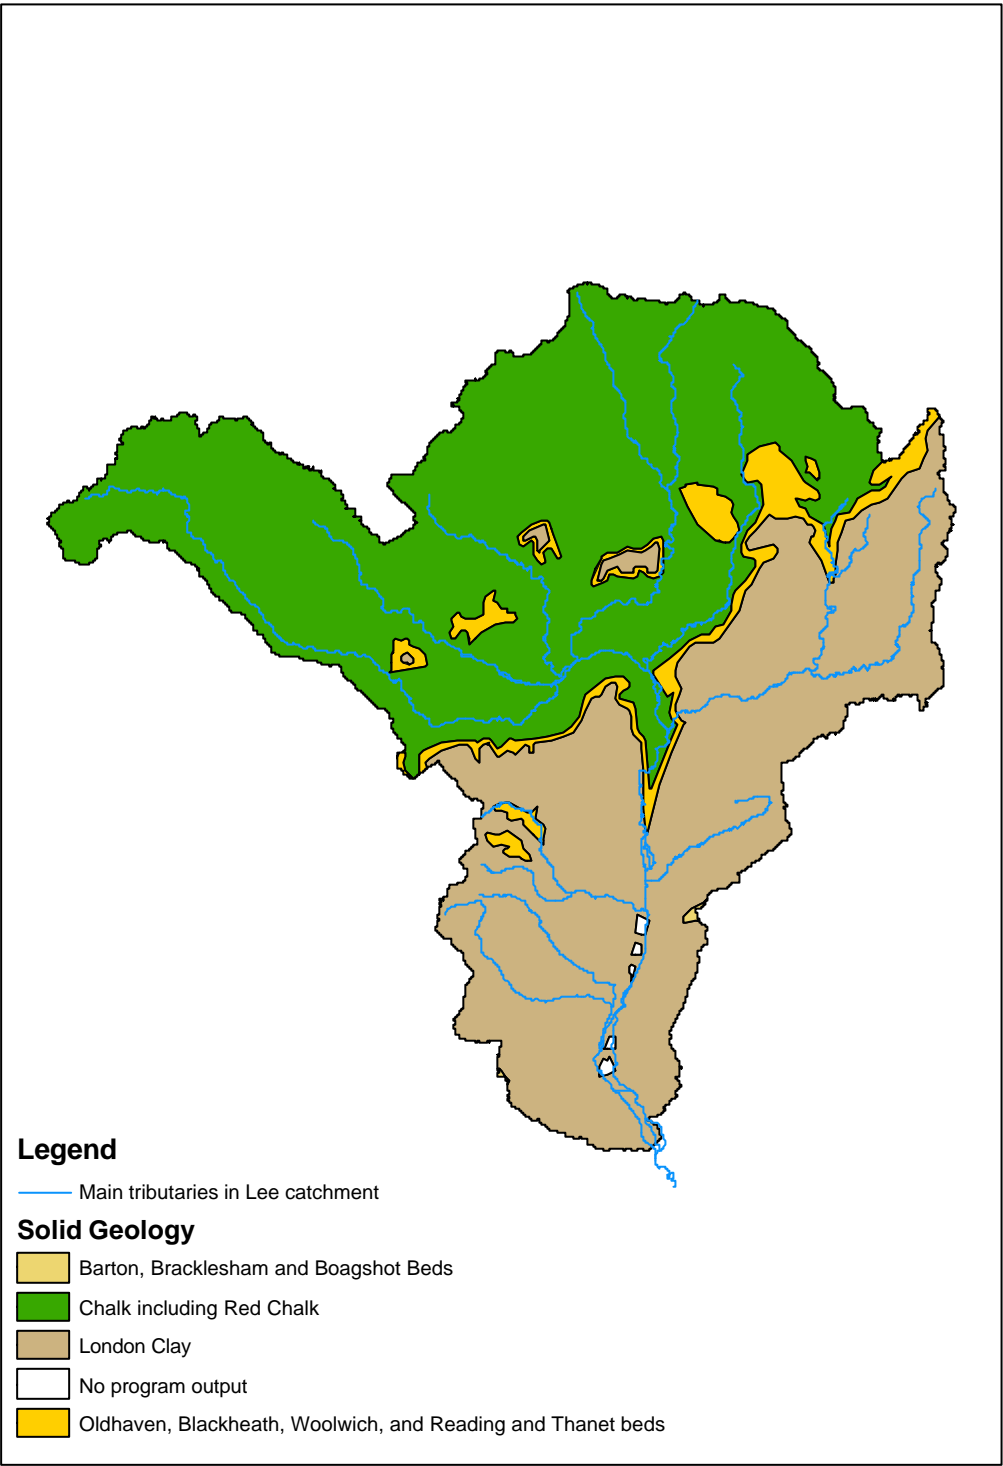 Legend
Main tributaries in Lee catchment
Solid Geology
Barton, Bracklesham and Boagshot Beds
Chalk including Red Chalk
London Clay
No program output
Oldhaven, Blackheath, Woolwich, and Reading and Thanet beds